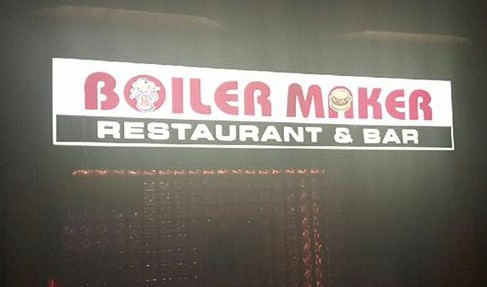 BOILER MAKER
RESTAURANT & BAR